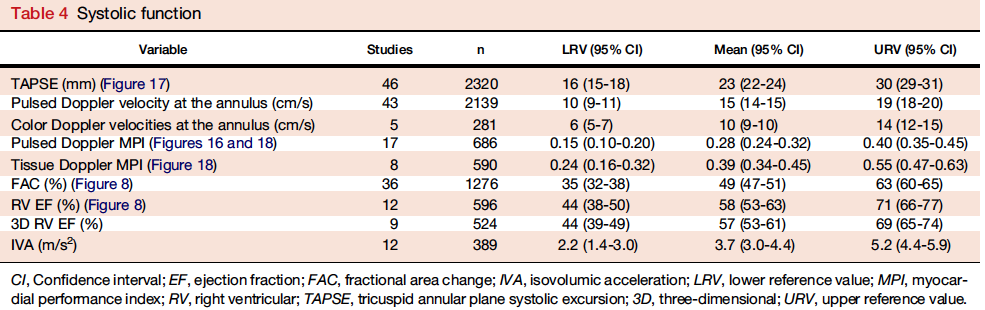 Table 4 Systolic function
Variable Studies n LRV (95% CI) Mean (95% CI) URV (95% CI)
TAPSE (mm) (Figure 17) 46 2320 16 (15-18) 23 (22-24) 30 (29-31)
Pulsed Doppler velocity at the annulus (cm/s) 43 2139 10 (9-11) 15 (14-15) 19 (18-20)
Color Doppler velocities at the annulus (cm/s) 5 281 6 (5-7) 10 (9-10) 14 (12-15)
Pulsed Doppler MPI (Figures 16 and 18) 17 686 0.15 (0.10-0.20) 0.28 (0.24-0.32) 0.40 (0.35-0.45)
Tissue Doppler MPI (Figure 18) 8 590 0.24 (0.16-0.32) 0.39 (0.34-0.45) 0.55 (0.47-0.63)
FAC (%) (Figure 8) 36 1276 35 (32-38) 49 (47-51) 63 (60-65)
RV EF (%) (Figure 8) 12 596 44 (38-50) 58 (53-63) 71 (66-77)
3D RV EF (%) 9 524 44 (39-49) 57 (53-61) 69 (65-74)
IVA (m/s²) 12 389 2.2 (1.4-3.0) 3.7 (3.0-4.4) 5.2 (4.4-5.9)
CI, Confidence interval; EF, ejection fraction; FAC, fractional area change; IVA, isovolumic acceleration; LRV, lower reference value; MPI, myocar-
dial performance index; RV, right ventricular; TAPSE, tricuspid annular plane systolic excursion; 3D, three-dimensional; URV, upper reference value.